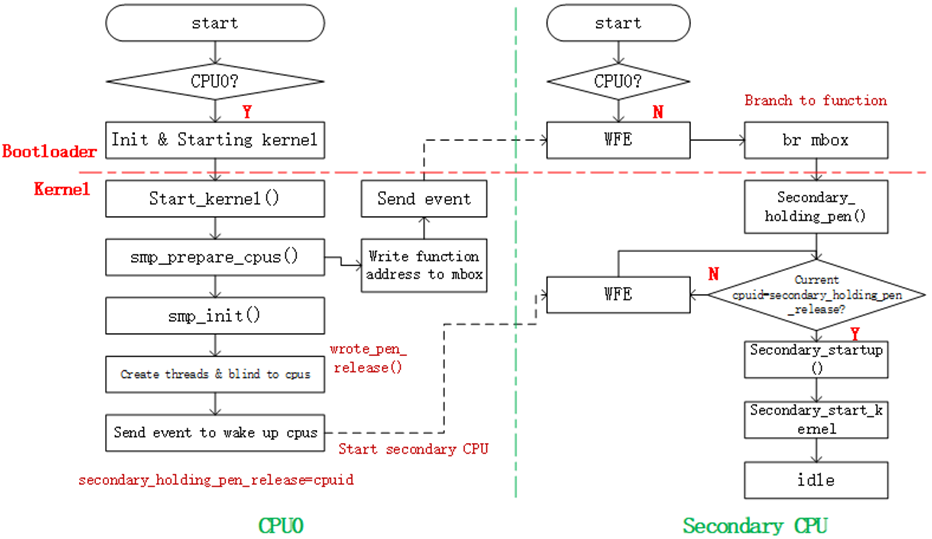 start
CPU0?
Y
Init & Starting kernel
Bootloader
Kernel
Start_kernel()
Send event
smp_prepare_cpus()
Write function
address to mbox
smp_init()
wrote_pen_
release()
Create threads & blind to cpus
Send event to wake up cpus
Start secondary CPU
secondary_holding_pen_release=cpuid
CPU0
start
CPU0?
N
Branch to function
WFE
br mbox
Secondary_
holding_pen()
N
Current
cpuid=secondary_holding_pen
_release?
WFE
Y
Secondary_startup
()
Secondary_start_k
ernel
idle
Secondary CPU